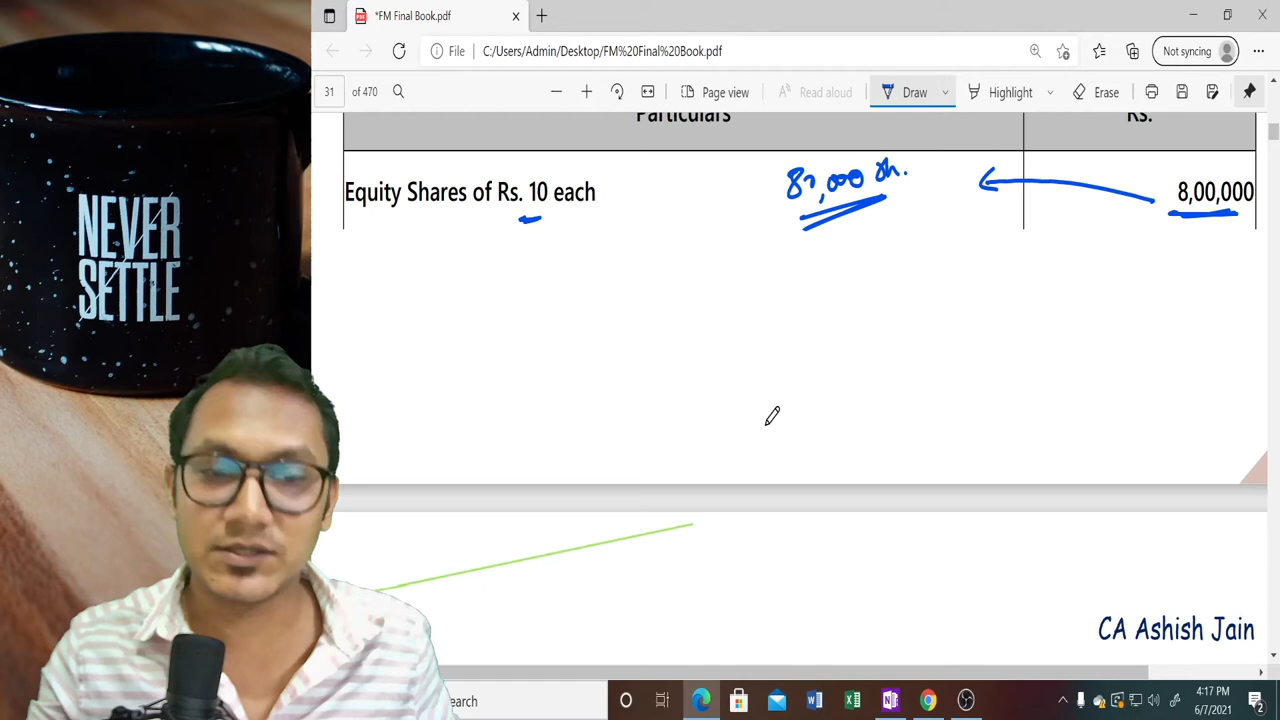 *FM Final Book.pdf
File
C:/Users/Admin/Desktop/FM%20Final%20Book.pdf
Not syncing
31 of 470
Page view
Read aloud
Draw
Highlight
Erase
Particulars
Rs.
80,000 Sh.
Equity Shares of Rs. 10 each
8,00,000
NEVER
SETTLE
CA Ashish Jain
earch
4:17 PM
6/7/2021
2